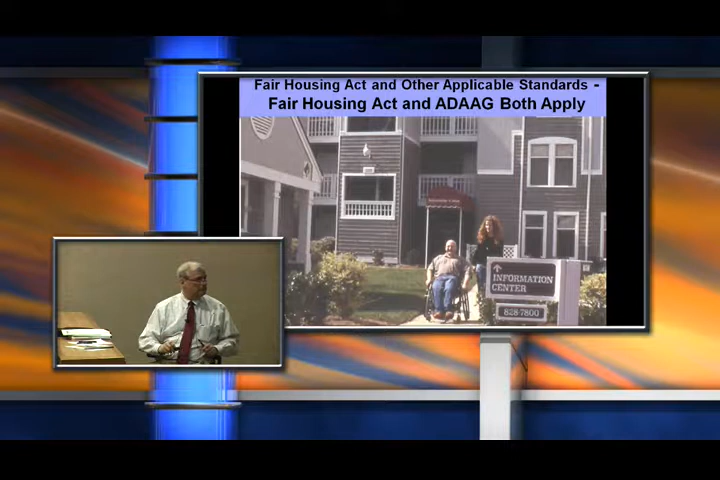 Fair Housing Act and Other Applicable Standards -
Fair Housing Act and ADAAG Both Apply
INFORMATION
CENTER
828-7800